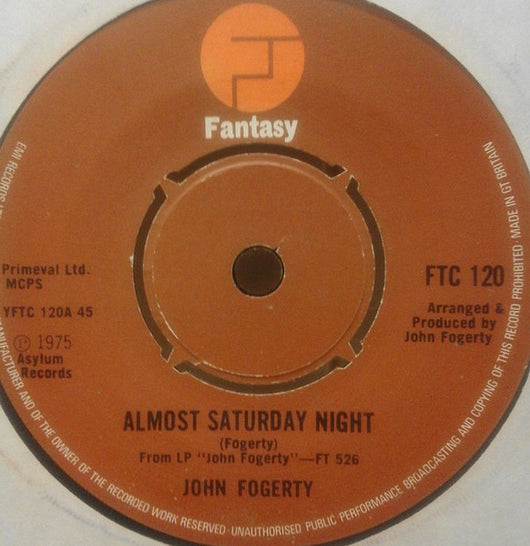 Fantasy
EMI RECORDS
MADE IN GT BRITAIN
Primeval Ltd.
MCPS
YFTC 120A 45
Ⓟ 1975
Asylum
Records
FTC 120
Arranged &
Produced by
John Fogerty
ALMOST SATURDAY NIGHT
(Fogerty)
From LP "John Fogerty"—FT 526
JOHN FOGERTY
MANUFACTURER AND OF THE OWNER OF THE RECORDED WORK RESERVED · UNAUTHORISED PUBLIC PERFORMANCE BROADCASTING AND COPYING OF THIS RECORD PROHIBITED ·